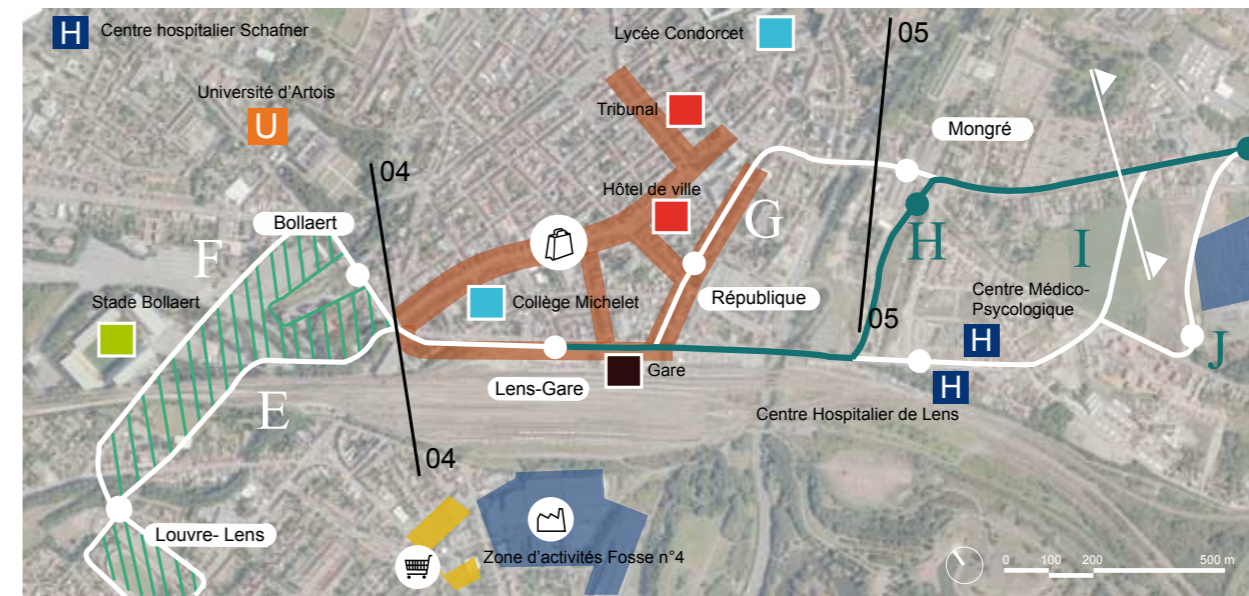 H Centre hospitalier Schafner
Lycée Condorcet
05
Université d'Artois
U
Tribunal
Mongré
04
Hôtel de ville
Bollaert
F
G
H
I
Stade Bollaert
Collège Michelet
République
Centre Médico-
Psycologique
H
05
J
Gare
Lens-Gare
H
E
Centre Hospitalier de Lens
04
Louvre- Lens
Zone d'activités Fosse n°4
0 100 200 500 m